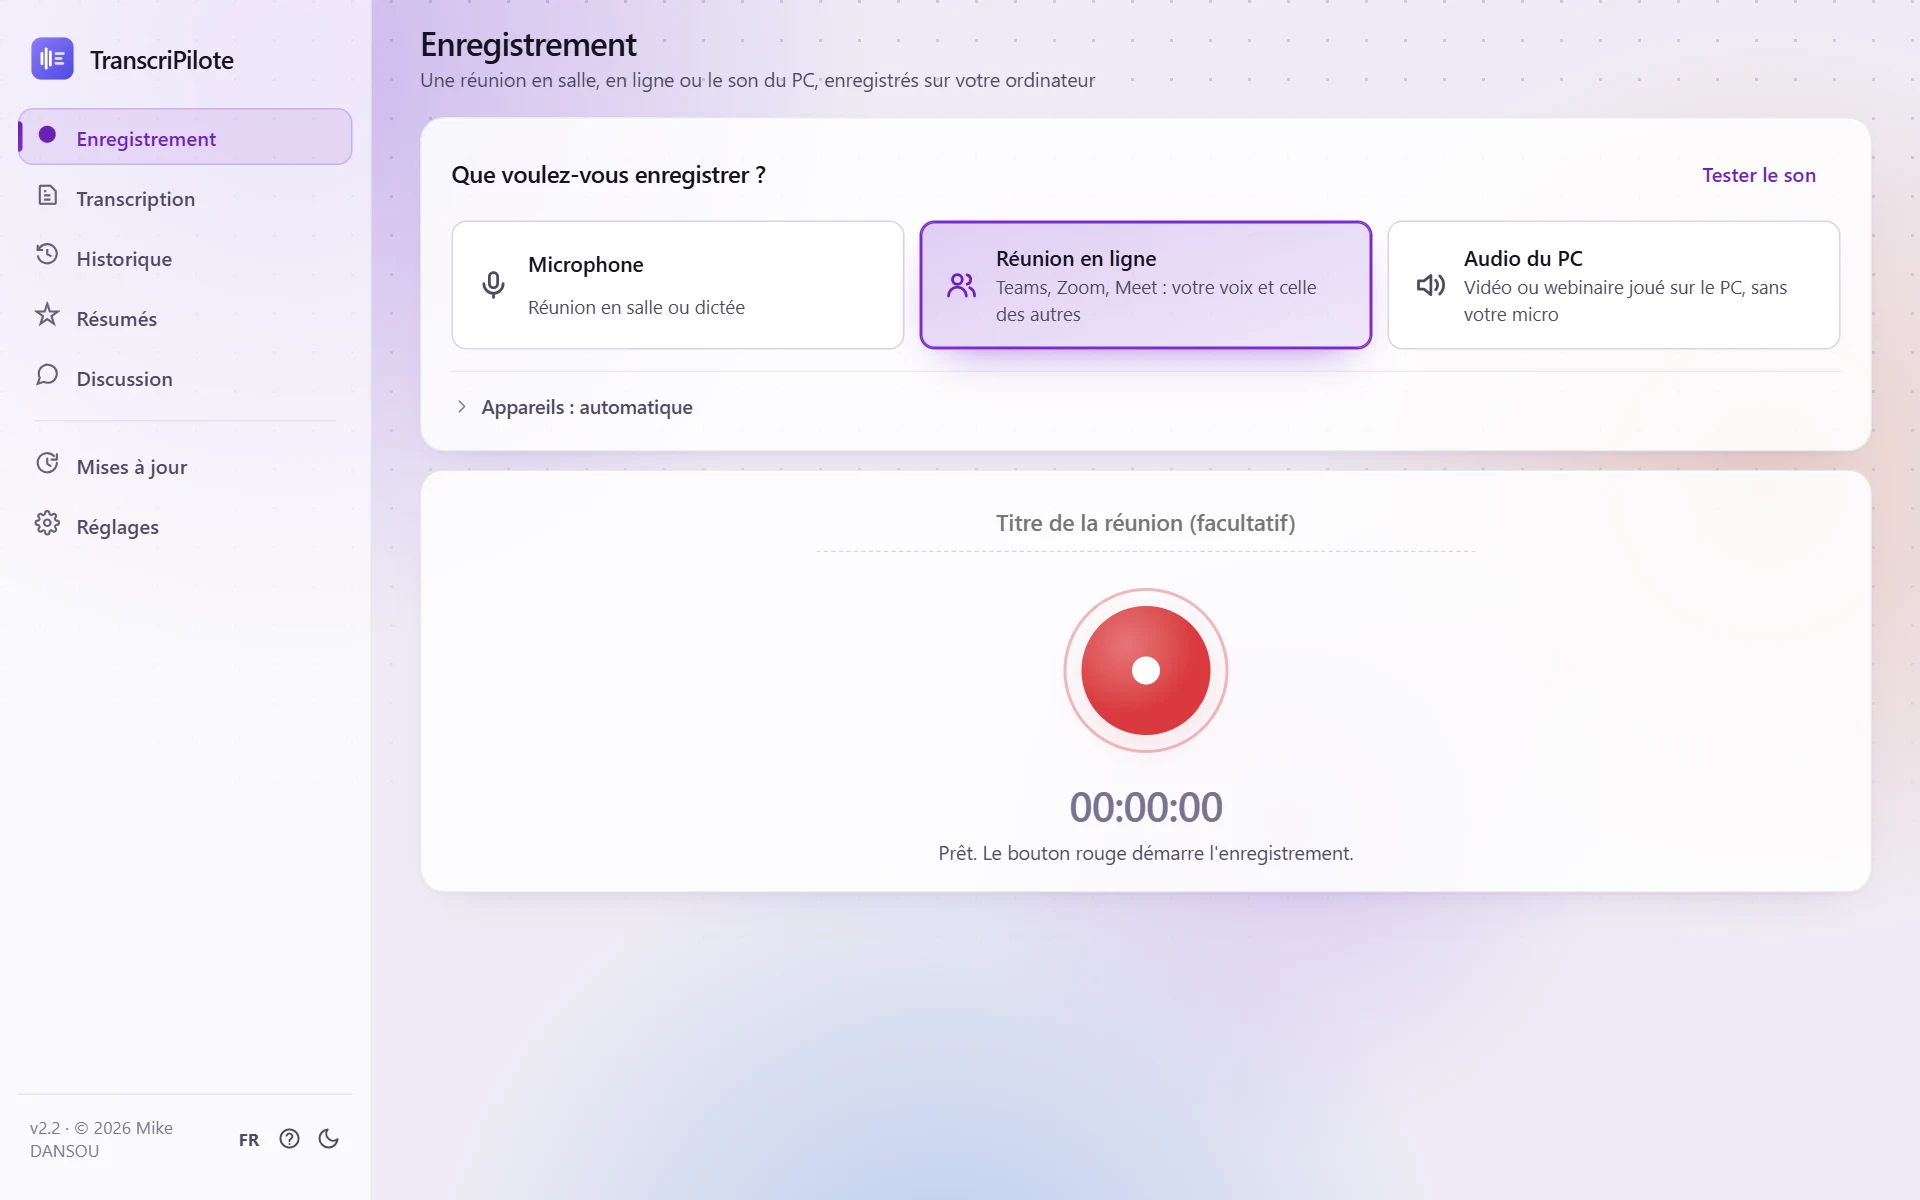 TranscriPilote
Enregistrement
Transcription
Historique
Résumés
Discussion
Mises à jour
Réglages
v2.2 · © 2026 Mike
DANSOU
FR
Enregistrement
Une réunion en salle, en ligne ou le son du PC, enregistrés sur votre ordinateur
Que voulez-vous enregistrer ?
Tester le son
Microphone
Réunion en salle ou dictée
Réunion en ligne
Teams, Zoom, Meet : votre voix et celle
des autres
Audio du PC
Vidéo ou webinaire joué sur le PC, sans
votre micro
Appareils : automatique
Titre de la réunion (facultatif)
00:00:00
Prêt. Le bouton rouge démarre l'enregistrement.